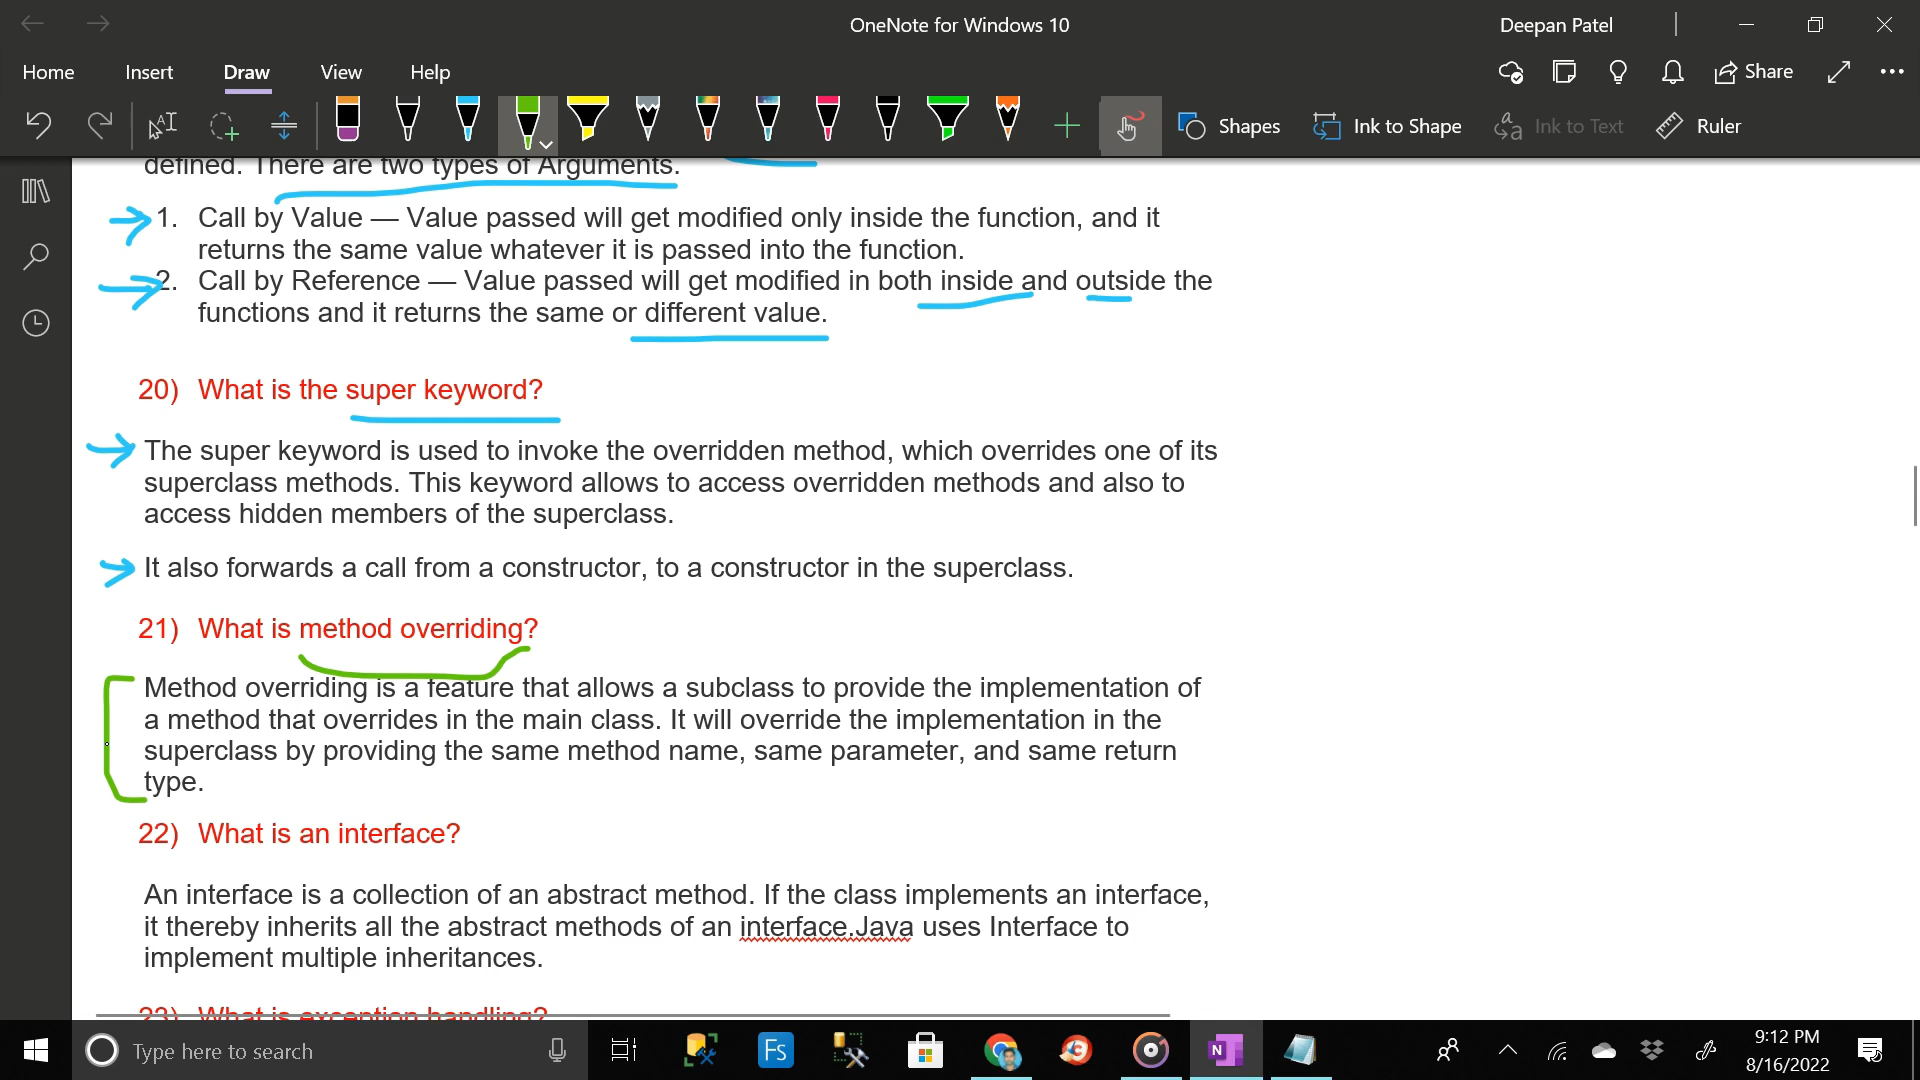 OneNote for Windows 10
Deepan Patel
Home Insert Draw View Help
Share
Shapes Ink to Shape Ink to Text Ruler
defined. There are two types of Arguments.
1. Call by Value — Value passed will get modified only inside the function, and it
returns the same value whatever it is passed into the function.
2. Call by Reference — Value passed will get modified in both inside and outside the
functions and it returns the same or different value.
20) What is the super keyword?
The super keyword is used to invoke the overridden method, which overrides one of its
superclass methods. This keyword allows to access overridden methods and also to
access hidden members of the superclass.
It also forwards a call from a constructor, to a constructor in the superclass.
21) What is method overriding?
Method overriding is a feature that allows a subclass to provide the implementation of
a method that overrides in the main class. It will override the implementation in the
superclass by providing the same method name, same parameter, and same return
type.
22) What is an interface?
An interface is a collection of an abstract method. If the class implements an interface,
it thereby inherits all the abstract methods of an interface.Java uses Interface to
implement multiple inheritances.
23) What is exception handling?
Type here to search
Fs
N
9:12 PM
8/16/2022